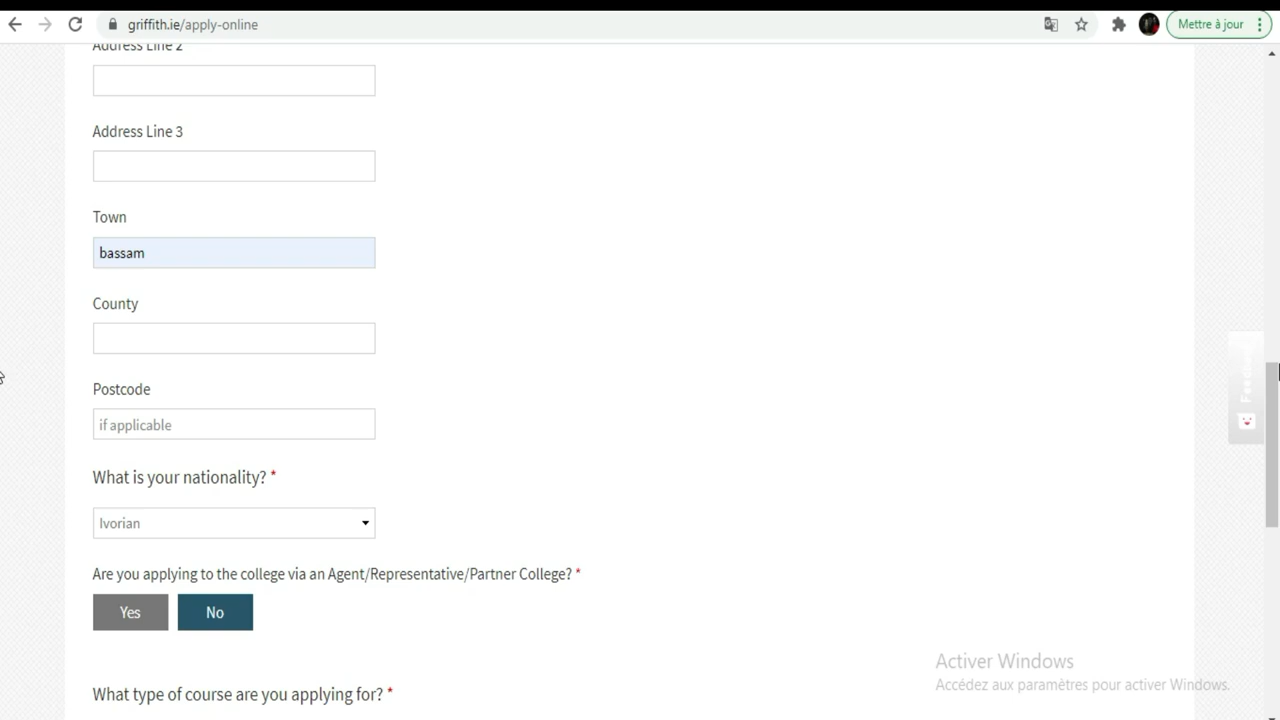 griffith.ie/apply-online
Mettre à jour
Address Line 2
Address Line 3
Town
bassam
County
Postcode
if applicable
What is your nationality? *
Ivorian
Are you applying to the college via an Agent/Representative/Partner College? *
Yes No
Activer Windows
Accédez aux paramètres pour activer Windows.
What type of course are you applying for? *